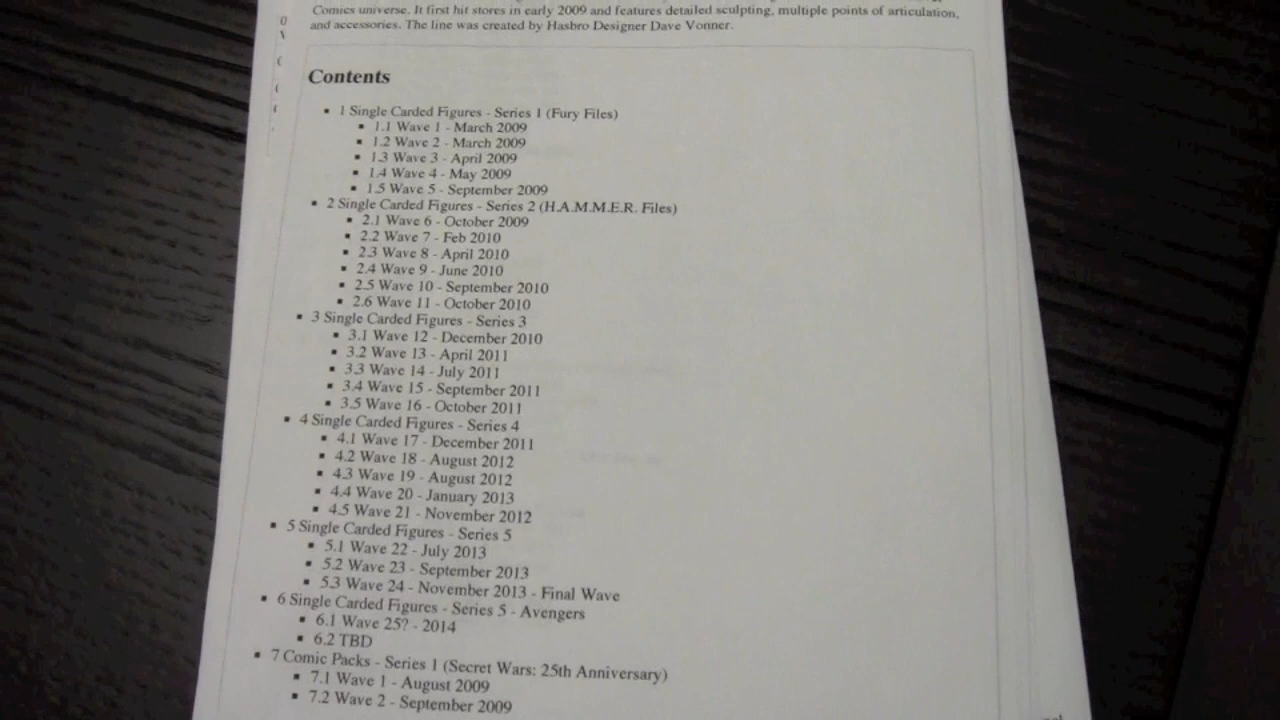 Comics universe. It first hit stores in early 2009 and features detailed sculpting, multiple points of articulation,
and accessories. The line was created by Hasbro Designer Dave Vonner.
Contents
1 Single Carded Figures - Series 1 (Fury Files)
1.1 Wave 1 - March 2009
1.2 Wave 2 - March 2009
1.3 Wave 3 - April 2009
1.4 Wave 4 - May 2009
1.5 Wave 5 - September 2009
2 Single Carded Figures - Series 2 (H.A.M.M.E.R. Files)
2.1 Wave 6 - October 2009
2.2 Wave 7 - Feb 2010
2.3 Wave 8 - April 2010
2.4 Wave 9 - June 2010
2.5 Wave 10 - September 2010
2.6 Wave 11 - October 2010
3 Single Carded Figures - Series 3
3.1 Wave 12 - December 2010
3.2 Wave 13 - April 2011
3.3 Wave 14 - July 2011
3.4 Wave 15 - September 2011
3.5 Wave 16 - October 2011
4 Single Carded Figures - Series 4
4.1 Wave 17 - December 2011
4.2 Wave 18 - August 2012
4.3 Wave 19 - August 2012
4.4 Wave 20 - January 2013
4.5 Wave 21 - November 2012
5 Single Carded Figures - Series 5
5.1 Wave 22 - July 2013
5.2 Wave 23 - September 2013
5.3 Wave 24 - November 2013 - Final Wave
6 Single Carded Figures - Series 5 - Avengers
6.1 Wave 25? - 2014
6.2 TBD
7 Comic Packs - Series 1 (Secret Wars: 25th Anniversary)
7.1 Wave 1 - August 2009
7.2 Wave 2 - September 2009